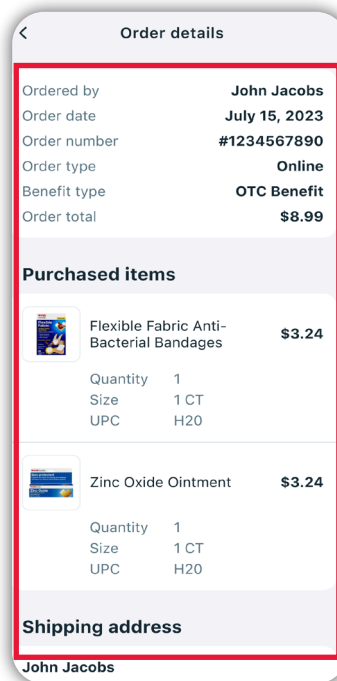 Order details
Ordered by John Jacobs
Order date July 15, 2023
Order number #1234567890
Order type Online
Benefit type OTC Benefit
Order total $8.99
Purchased items
Flexible Fabric Anti-
Bacterial Bandages
$3.24
Quantity 1
Size 1 CT
UPC H20
Zinc Oxide Ointment $3.24
Quantity 1
Size 1 CT
UPC H20
Shipping address
John Jacobs